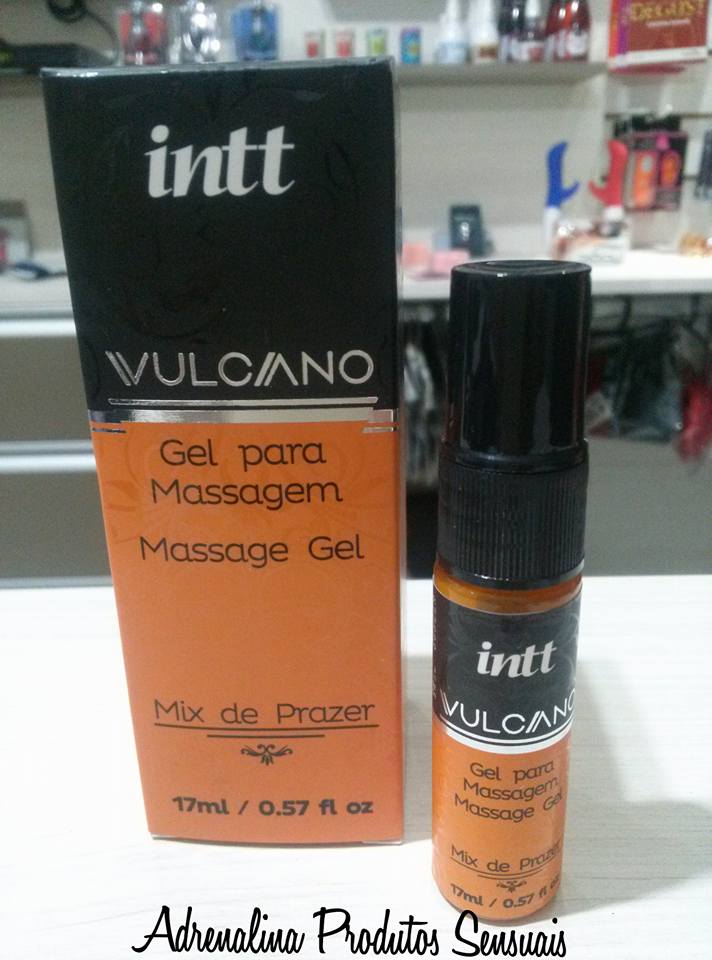 intt
VULCANO
Gel para
Massagem
Massage Gel
Mix de Prazer
17ml / 0.57 fl oz
intt
VULCANO
Gel para
Massagem
Massage Gel
Mix de Prazer
17ml / 0.57 fl oz
Adrenalina Produtos Sensuais